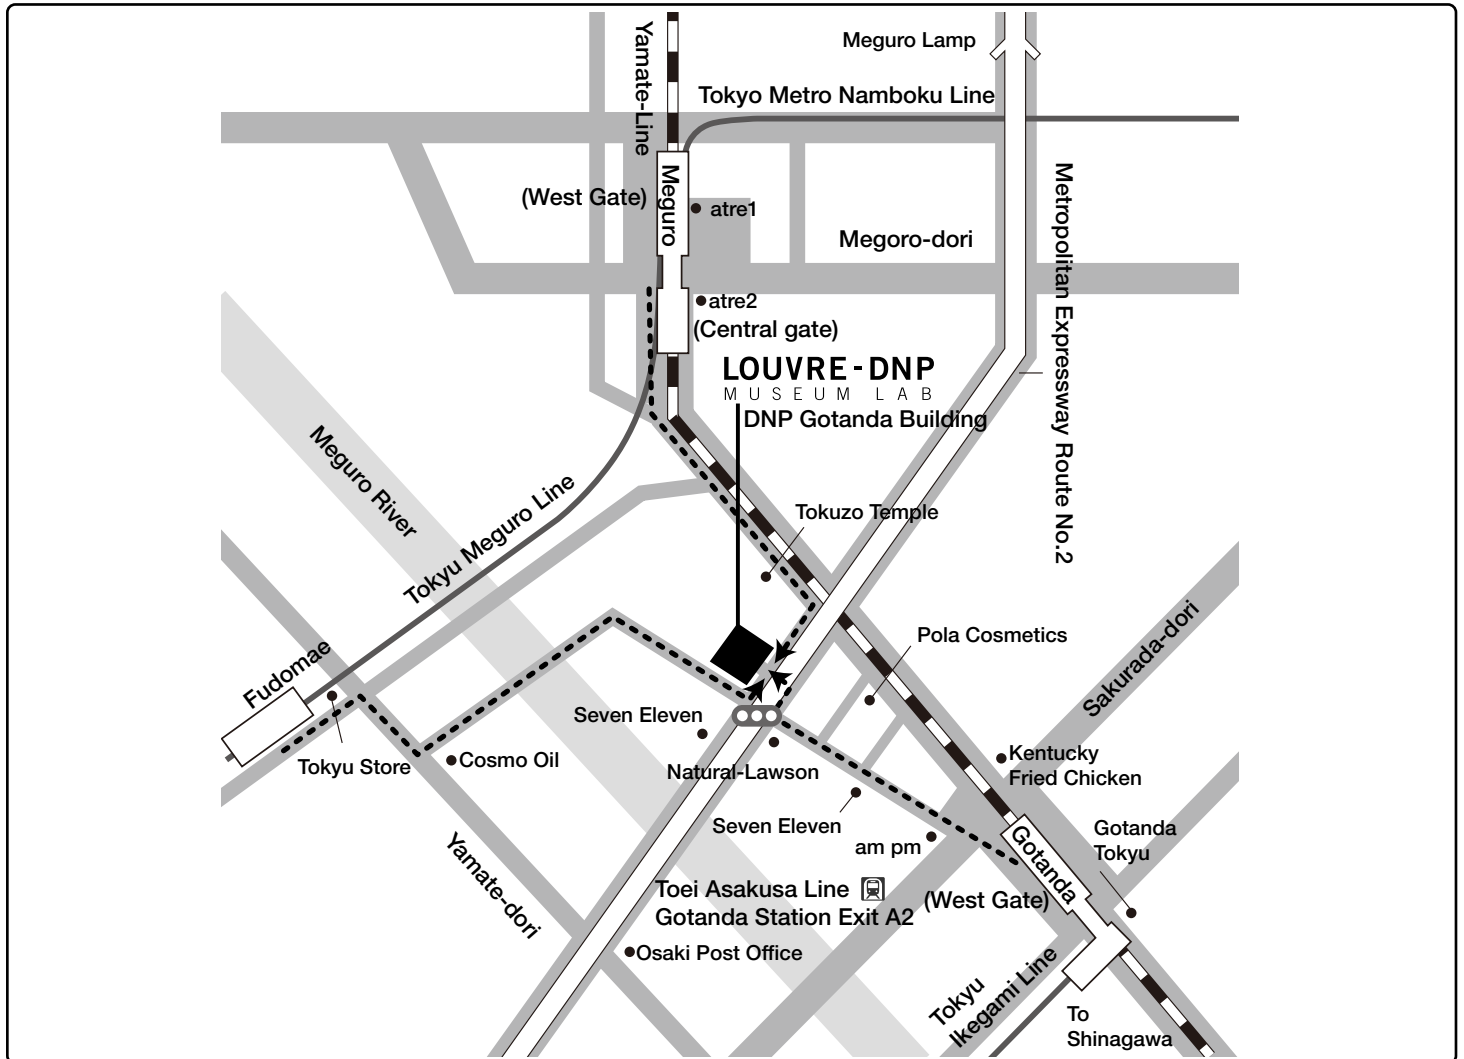 Meguro Lamp
Yamate-Line
Tokyo Metro Namboku Line
Meguro
(West Gate)
atre1
Megoro-dori
Metropolitan Expressway Route No.2
atre2
(Central gate)
LOUVRE-DNP
MUSEUM LAB
DNP Gotanda Building
Meguro River
Tokyu Meguro Line
Tokuzo Temple
Fudomae
Pola Cosmetics
Sakurada-dori
Seven Eleven
Tokyu Store
Cosmo Oil
Natural-Lawson
Kentucky
Fried Chicken
Seven Eleven
am pm
Gotanda
Gotanda
Tokyu
Yamate-dori
Toei Asakusa Line
Gotanda Station Exit A2
(West Gate)
Osaki Post Office
Tokyu
Ikegami Line
To
Shinagawa